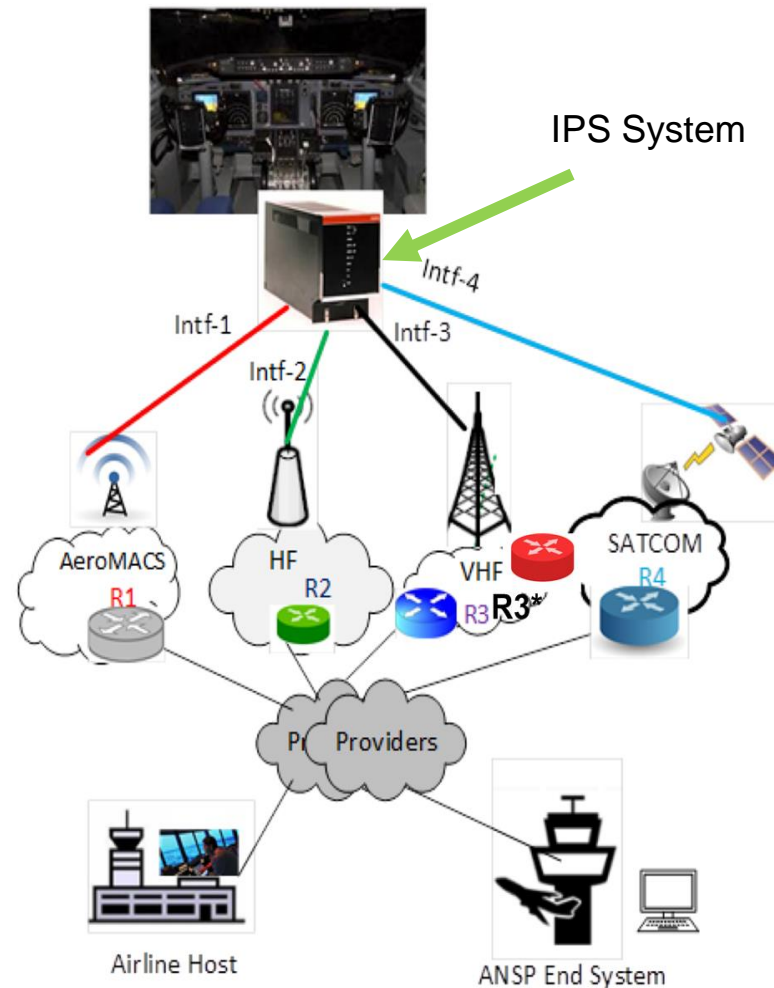 IPS System
Intf-4
Intf-1
Intf-3
Intf-2
AeroMACS
R1
HF
R2
VHF
R3 R3*
SATCOM
R4
Providers
Airline Host
ANSP End System